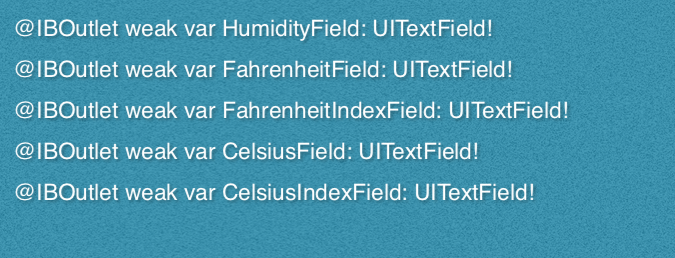 @IBOutlet weak var HumidityField: UITextField!
@IBOutlet weak var FahrenheitField: UITextField!
@IBOutlet weak var FahrenheitIndexField: UITextField!
@IBOutlet weak var CelsiusField: UITextField!
@IBOutlet weak var CelsiusIndexField: UITextField!